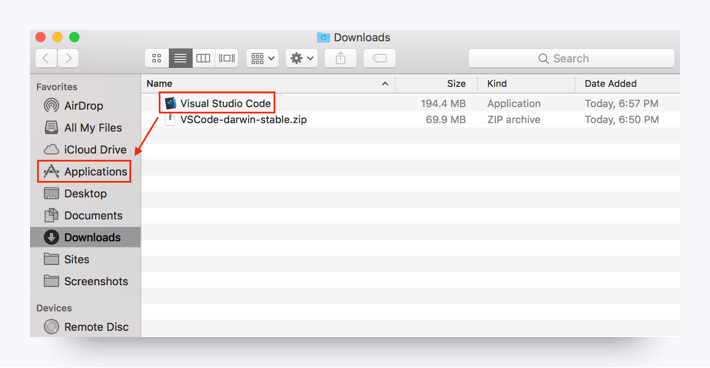 Downloads
Search
Favorites
AirDrop
All My Files
iCloud Drive
Applications
Desktop
Documents
Downloads
Sites
Screenshots
Devices
Remote Disc
Name Size Kind Date Added
Visual Studio Code 194.4 MB Application Today, 6:57 PM
VSCode-darwin-stable.zip 69.9 MB ZIP archive Today, 6:50 PM